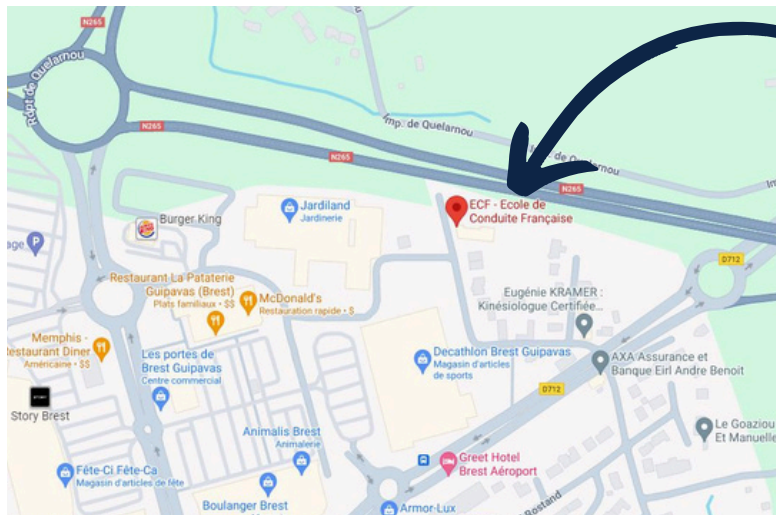 N265
Rdpt de Quelarnou
N265
Imp. de Quelarnou
N265
N265
Jardiland
Jardinerie
ECF - Ecole de
Conduite Française
Burger King
D712
Restaurant La Pataterie
Guipavas (Brest)
Plats familiaux • $$
McDonald's
Restauration rapide • $
Eugénie KRAMER :
Kinésiologue Certifiée...
Memphis -
Restaurant Diner
Américaine • $$
Les portes de
Brest Guipavas
Centre commercial
Decathlon Brest Guipavas
Magasin d'articles
de sports
AXA Assurance et
Banque Eirl Andre Benoit
D712
Story Brest
Animalis Brest
Animalerie
Le Goaziou
Et Manuelle
Fête-Ci Fête-Ca
Magasin d'articles de fête
Greet Hotel
Brest Aéroport
Boulanger Brest
Armor-Lux
Rostand